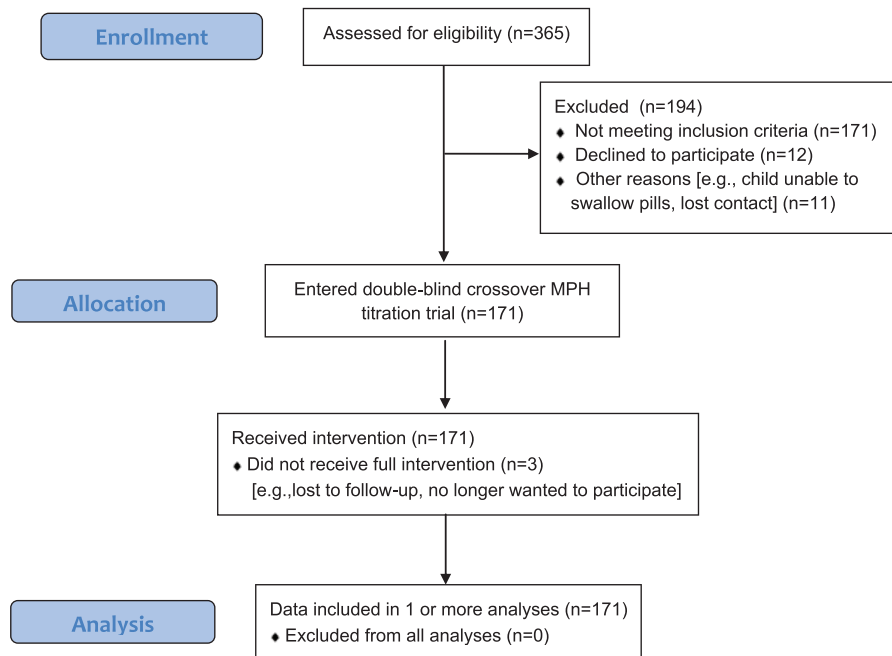 Enrollment
Assessed for eligibility (n=365)
Excluded  (n=194)
♦ Not meeting inclusion criteria (n=171)
♦ Declined to participate (n=12)
♦ Other reasons [e.g., child unable to
swallow pills, lost contact] (n=11)
Allocation
Entered double-blind crossover MPH
titration trial (n=171)
Received intervention (n=171)
♦ Did not receive full intervention (n=3)
[e.g.,lost to follow-up, no longer wanted to participate]
Analysis
Data included in 1 or more analyses (n=171)
♦ Excluded from all analyses (n=0)